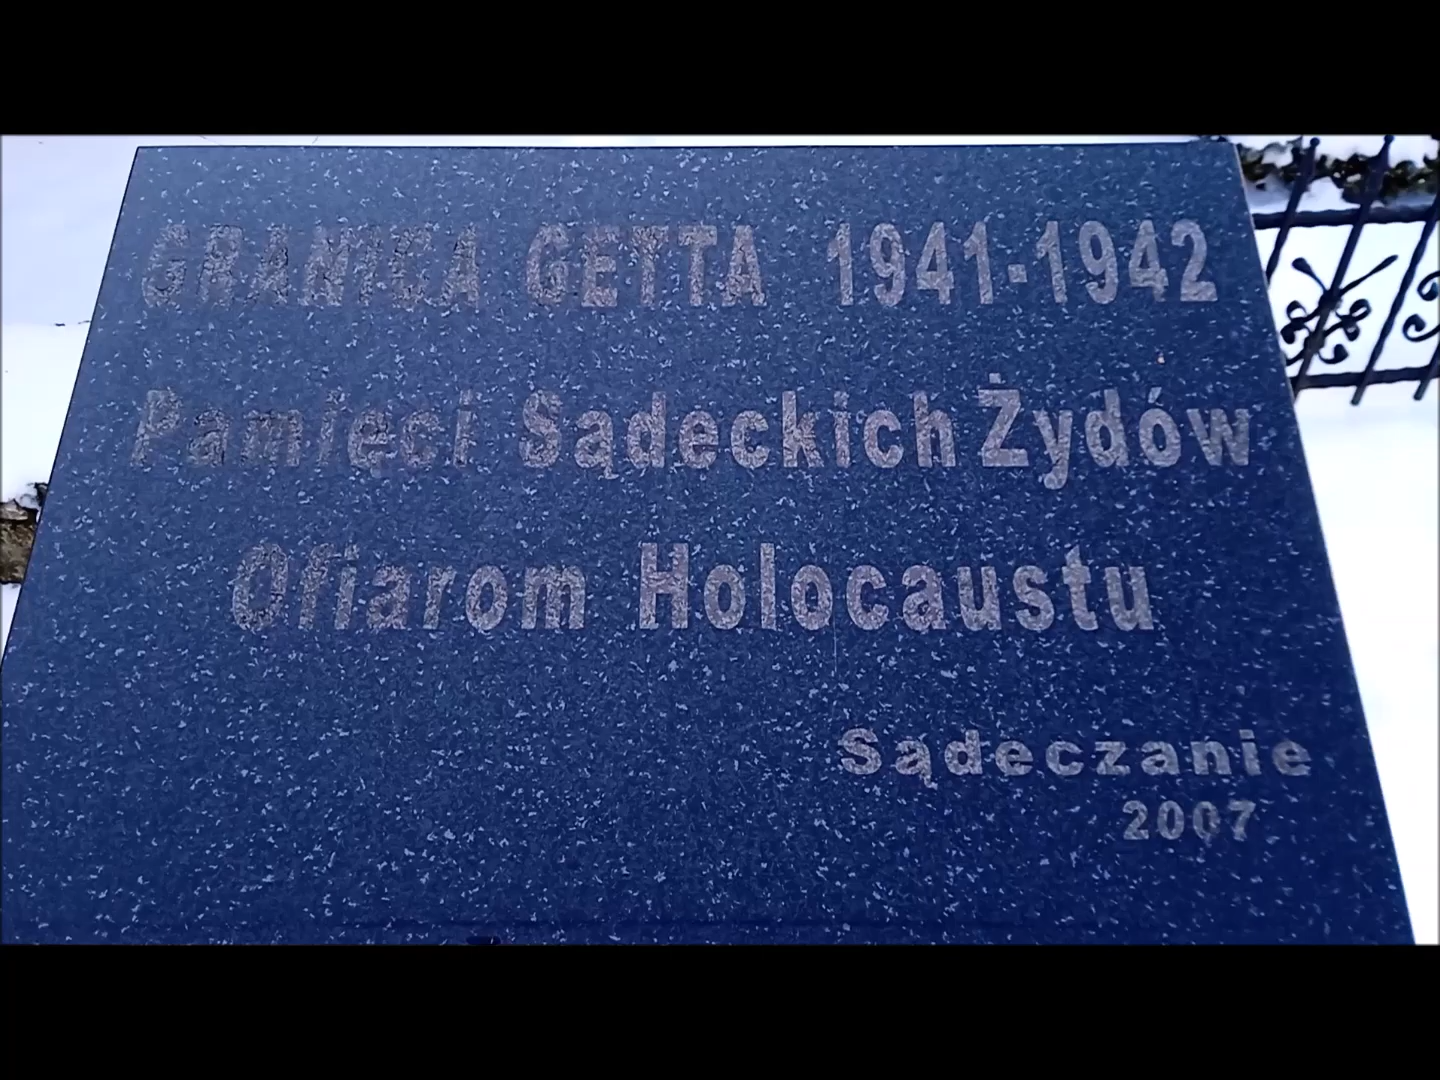 GRANICA GETTA 1941-1942
Pamięci Sądeckich Żydów
Ofiarom Holocaustu
Sądeczanie
2007